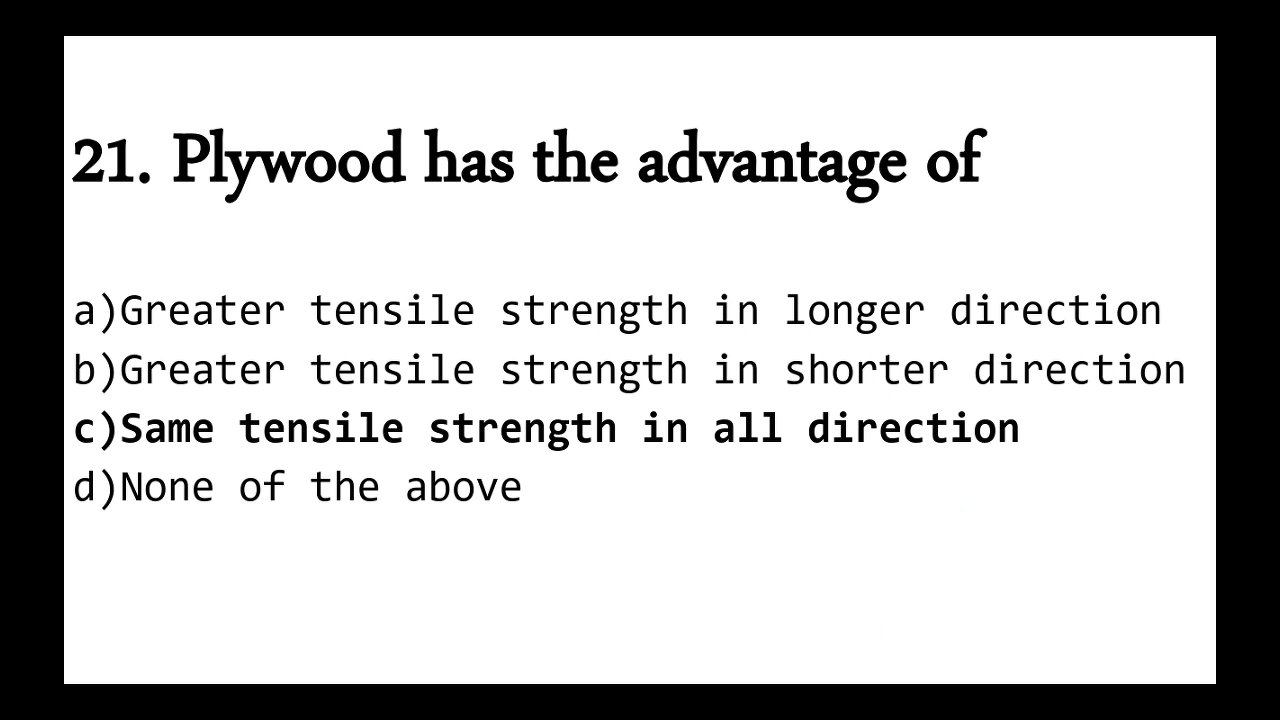 21. Plywood has the advantage of
a)Greater tensile strength in longer direction
b)Greater tensile strength in shorter direction
c)Same tensile strength in all direction
d)None of the above